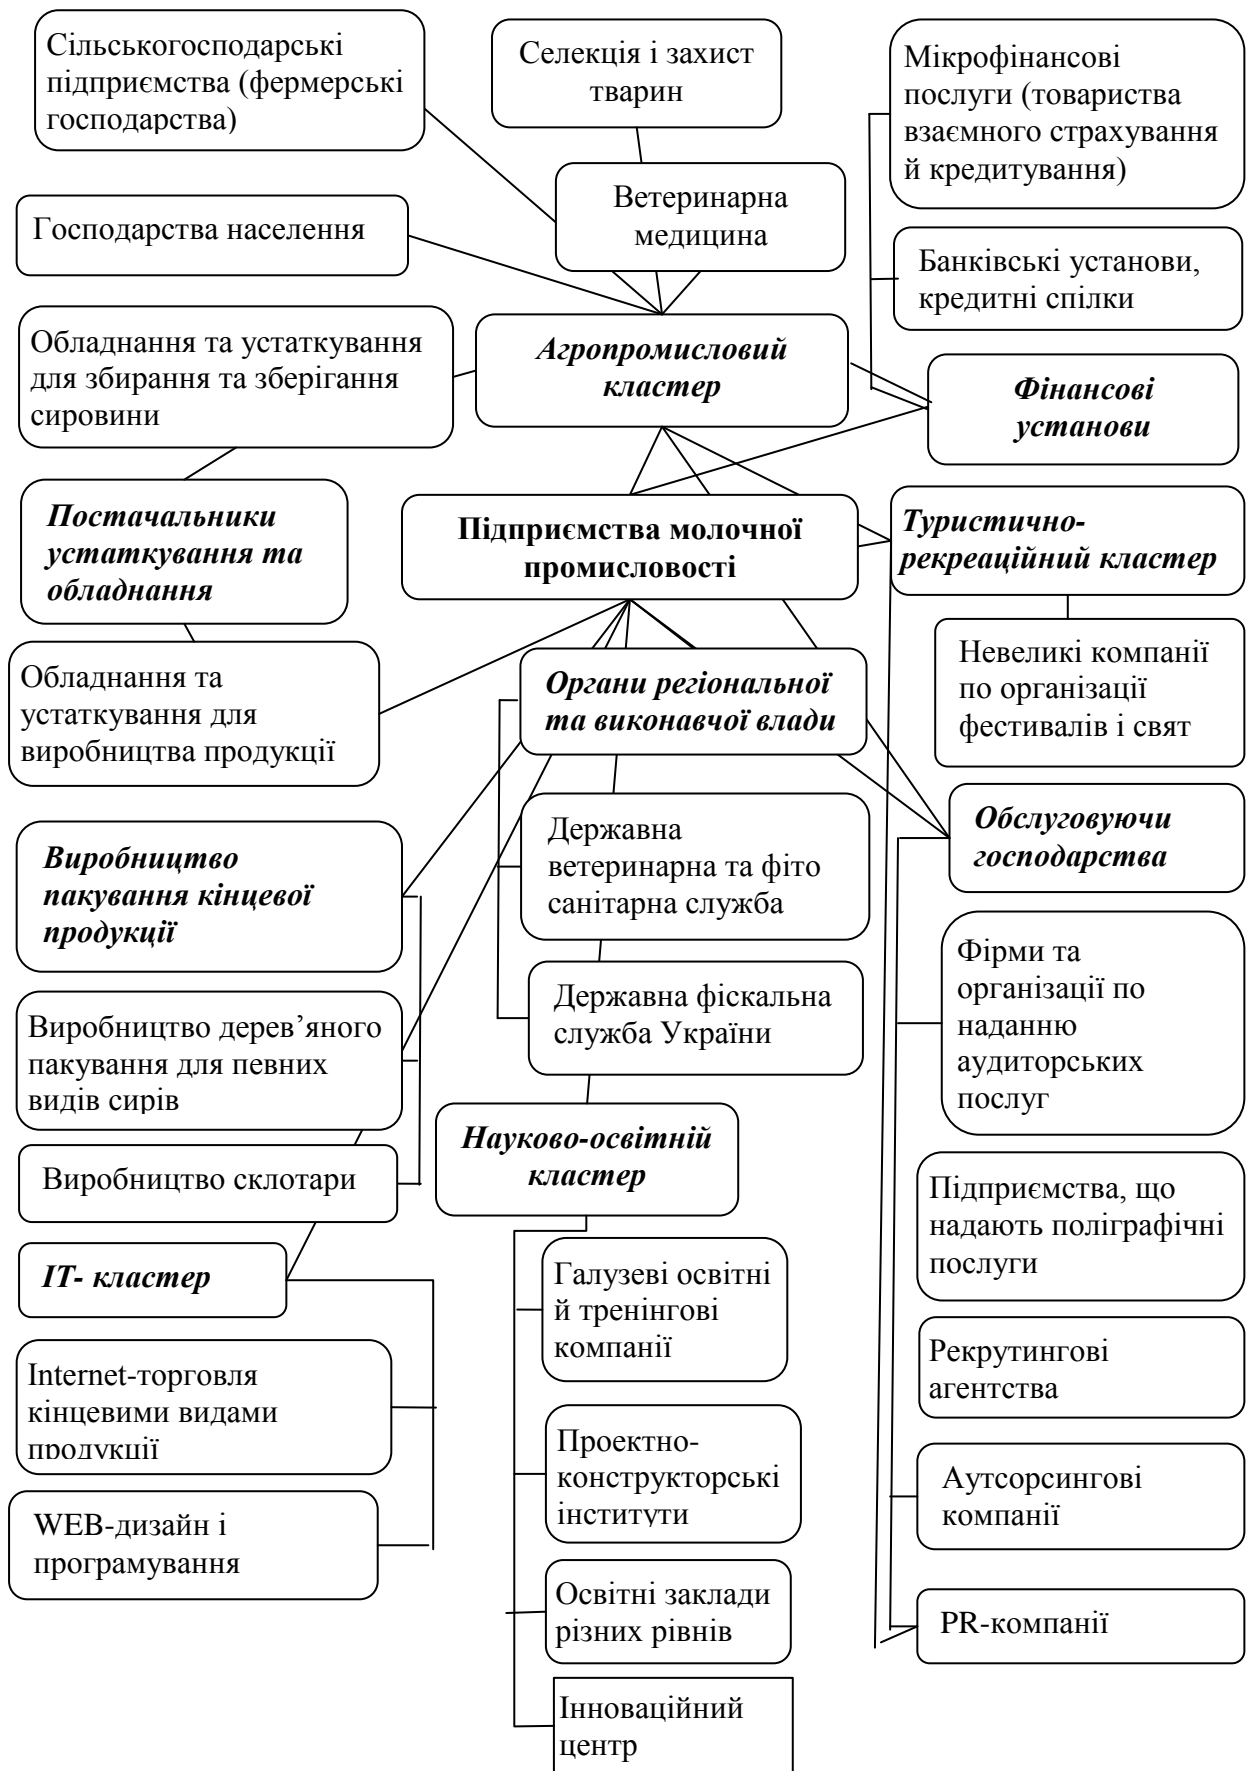 Сільськогосподарські
підприємства (фермерські
господарства)
Селекція і захист
тварин
Мікрофінансові
послуги (товариства
взаємного страхування
й кредитування)
Ветеринарна
медицина
Господарства населення
Банківські установи,
кредитні спілки
Обладнання та устаткування
для збирання та зберігання
сировини
Агропромисловий
кластер
Фінансові
установи
Постачальники
устаткування та
обладнання
Підприємства молочної
промисловості
Туристично-
рекреаційний кластер
Обладнання та
устаткування для
виробництва продукції
Органи регіональної
та виконавчої влади
Невеликі компанії
по організації
фестивалів і свят
Виробництво
пакування кінцевої
продукції
Державна
ветеринарна та фіто
санітарна служба
Обслуговуючи
господарства
Виробництво дерев’яного
пакування для певних
видів сирів
Державна фіскальна
служба України
Фірми та
організації по
наданню
аудиторських
послуг
Виробництво склотари
Науково-освітній
кластер
Підприємства, що
надають поліграфічні
послуги
ІТ- кластер
Галузеві освітні
й тренінгові
компанії
Internet-торговля
кінцевими видами
продукції
Рекрутингові
агентства
Проектно-
конструкторські
інститути
Аутсорсингові
компанії
WEB-дизайн і
програмування
Освітні заклади
різних рівнів
PR-компанії
Інноваційний
центр